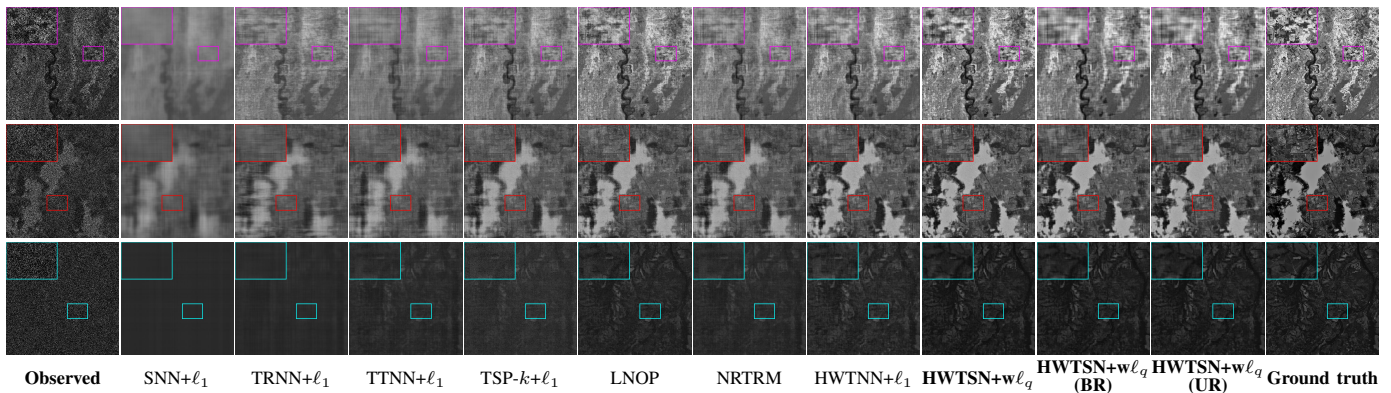 Observed SNN+ℓ₁ TRNN+ℓ₁ TTNN+ℓ₁ TSP-k+ℓ₁ LNOP NRTRM HWTNN+ℓ₁ HWTSN+wℓq HWTSN+wℓq (BR) HWTSN+wℓq (UR) Ground truth